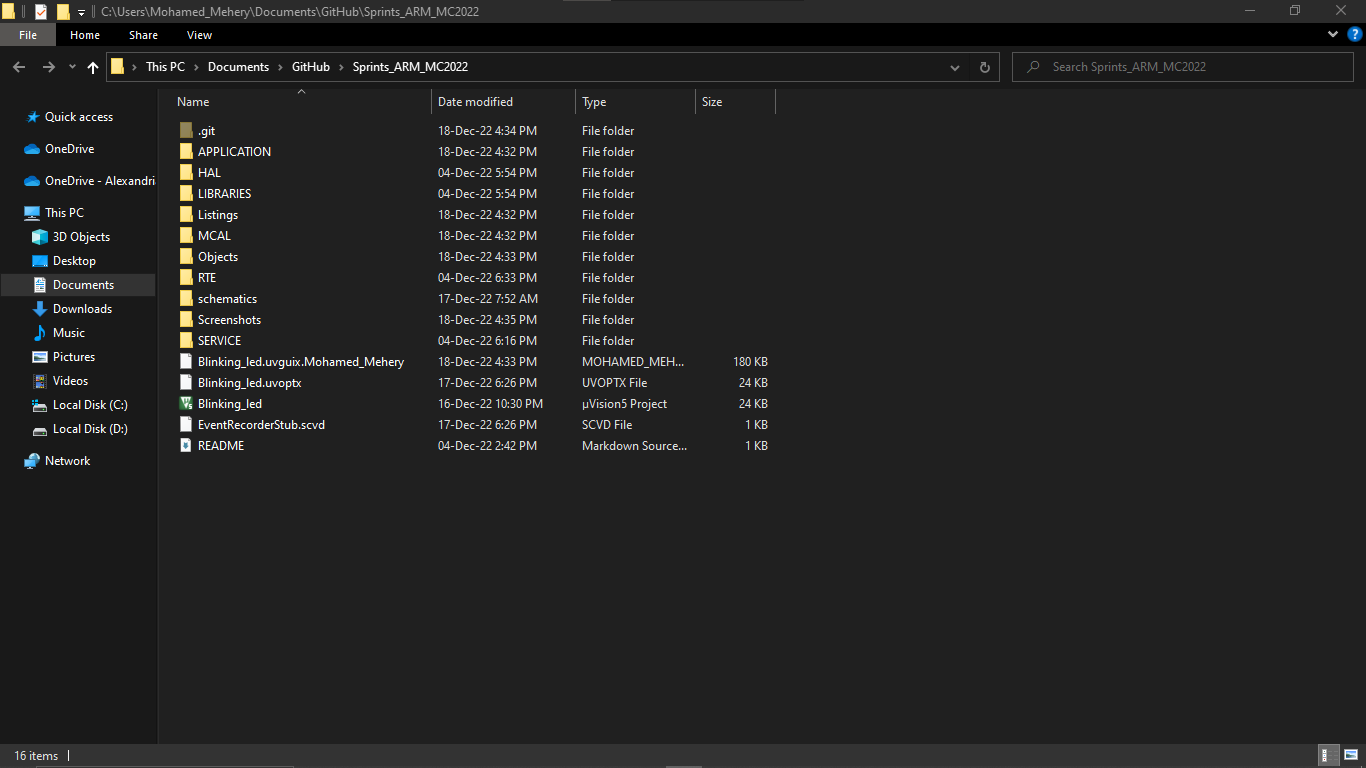 C:\Users\Mohamed_Mehery\Documents\GitHub\Sprints_ARM_MC2022
File Home Share View
This PC Documents GitHub Sprints_ARM_MC2022 Search Sprints_ARM_MC2022
Quick access
OneDrive
OneDrive - Alexandri
This PC
3D Objects
Desktop
Documents
Downloads
Music
Pictures
Videos
Local Disk (C:)
Local Disk (D:)
Network
Name Date modified Type Size
.git 18-Dec-22 4:34 PM File folder
APPLICATION 18-Dec-22 4:32 PM File folder
HAL 04-Dec-22 5:54 PM File folder
LIBRARIES 04-Dec-22 5:54 PM File folder
Listings 18-Dec-22 4:32 PM File folder
MCAL 18-Dec-22 4:32 PM File folder
Objects 18-Dec-22 4:33 PM File folder
RTE 04-Dec-22 6:33 PM File folder
schematics 17-Dec-22 7:52 AM File folder
Screenshots 18-Dec-22 4:35 PM File folder
SERVICE 04-Dec-22 6:16 PM File folder
Blinking_led.uvguix.Mohamed_Mehery 18-Dec-22 4:33 PM MOHAMED_MEH... 180 KB
Blinking_led.uvoptx 17-Dec-22 6:26 PM UVOPTX File 24 KB
Blinking_led 16-Dec-22 10:30 PM µVision5 Project 24 KB
EventRecorderStub.scvd 17-Dec-22 6:26 PM SCVD File 1 KB
README 04-Dec-22 2:42 PM Markdown Source... 1 KB
16 items